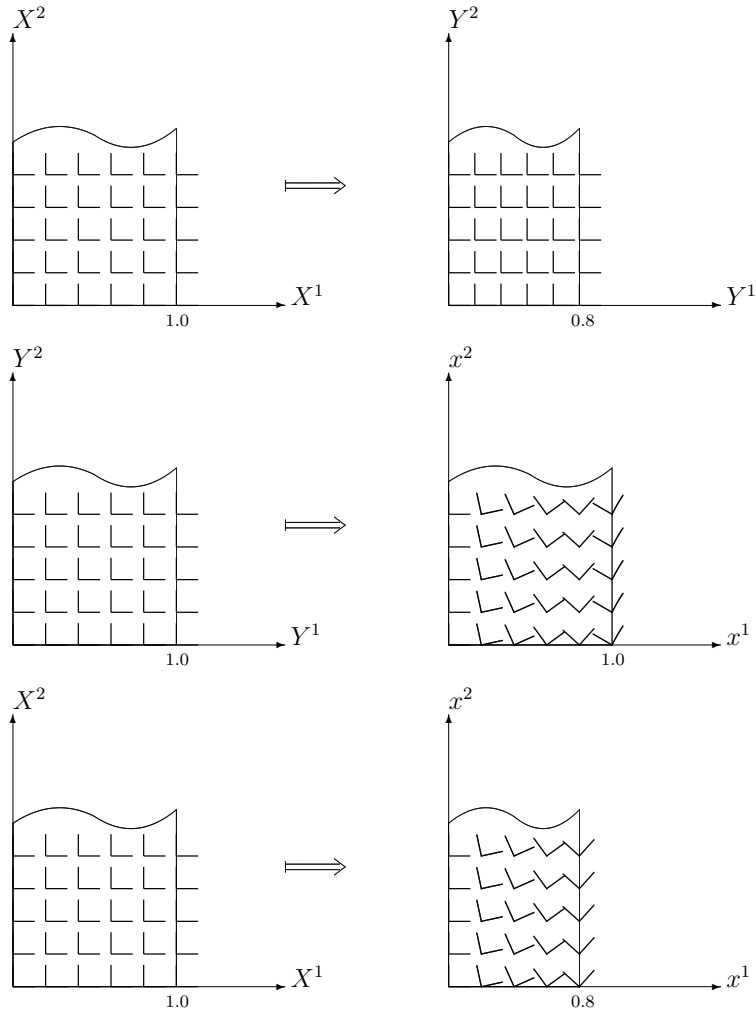 X² Y²
X¹ Y¹
1.0 0.8
Y² x²
Y¹ x¹
1.0 1.0
X² x²
X¹ x¹
1.0 0.8